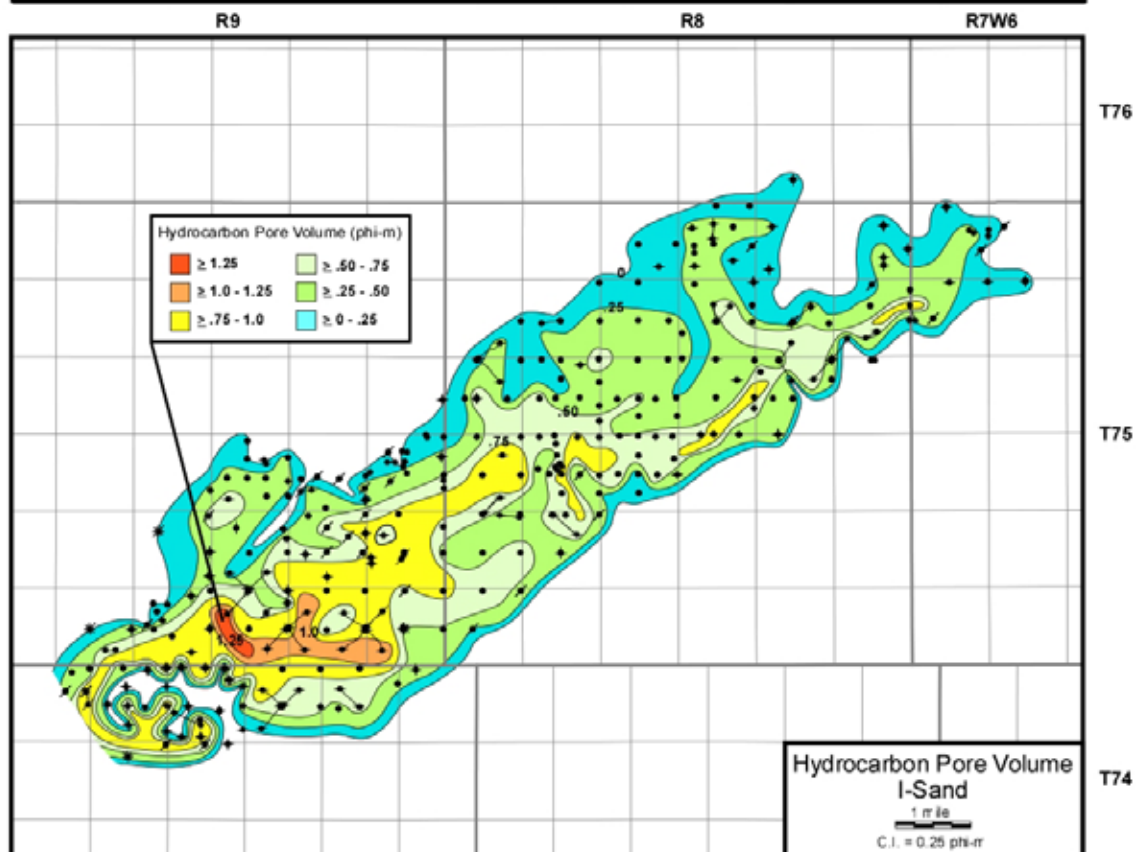 R9 R8 R7W6
T76
Hydrocarbon Pore Volume (phi-m)
≥ 1.25 ≥ .50 - .75
≥ 1.0 - 1.25 ≥ .25 - .50
≥ .75 - 1.0 ≥ 0 - .25
0
.25
.50
.75
T75
1.0
1.25
Hydrocarbon Pore Volume
I-Sand
1 mile
C.I. = 0.25 phi-m
T74